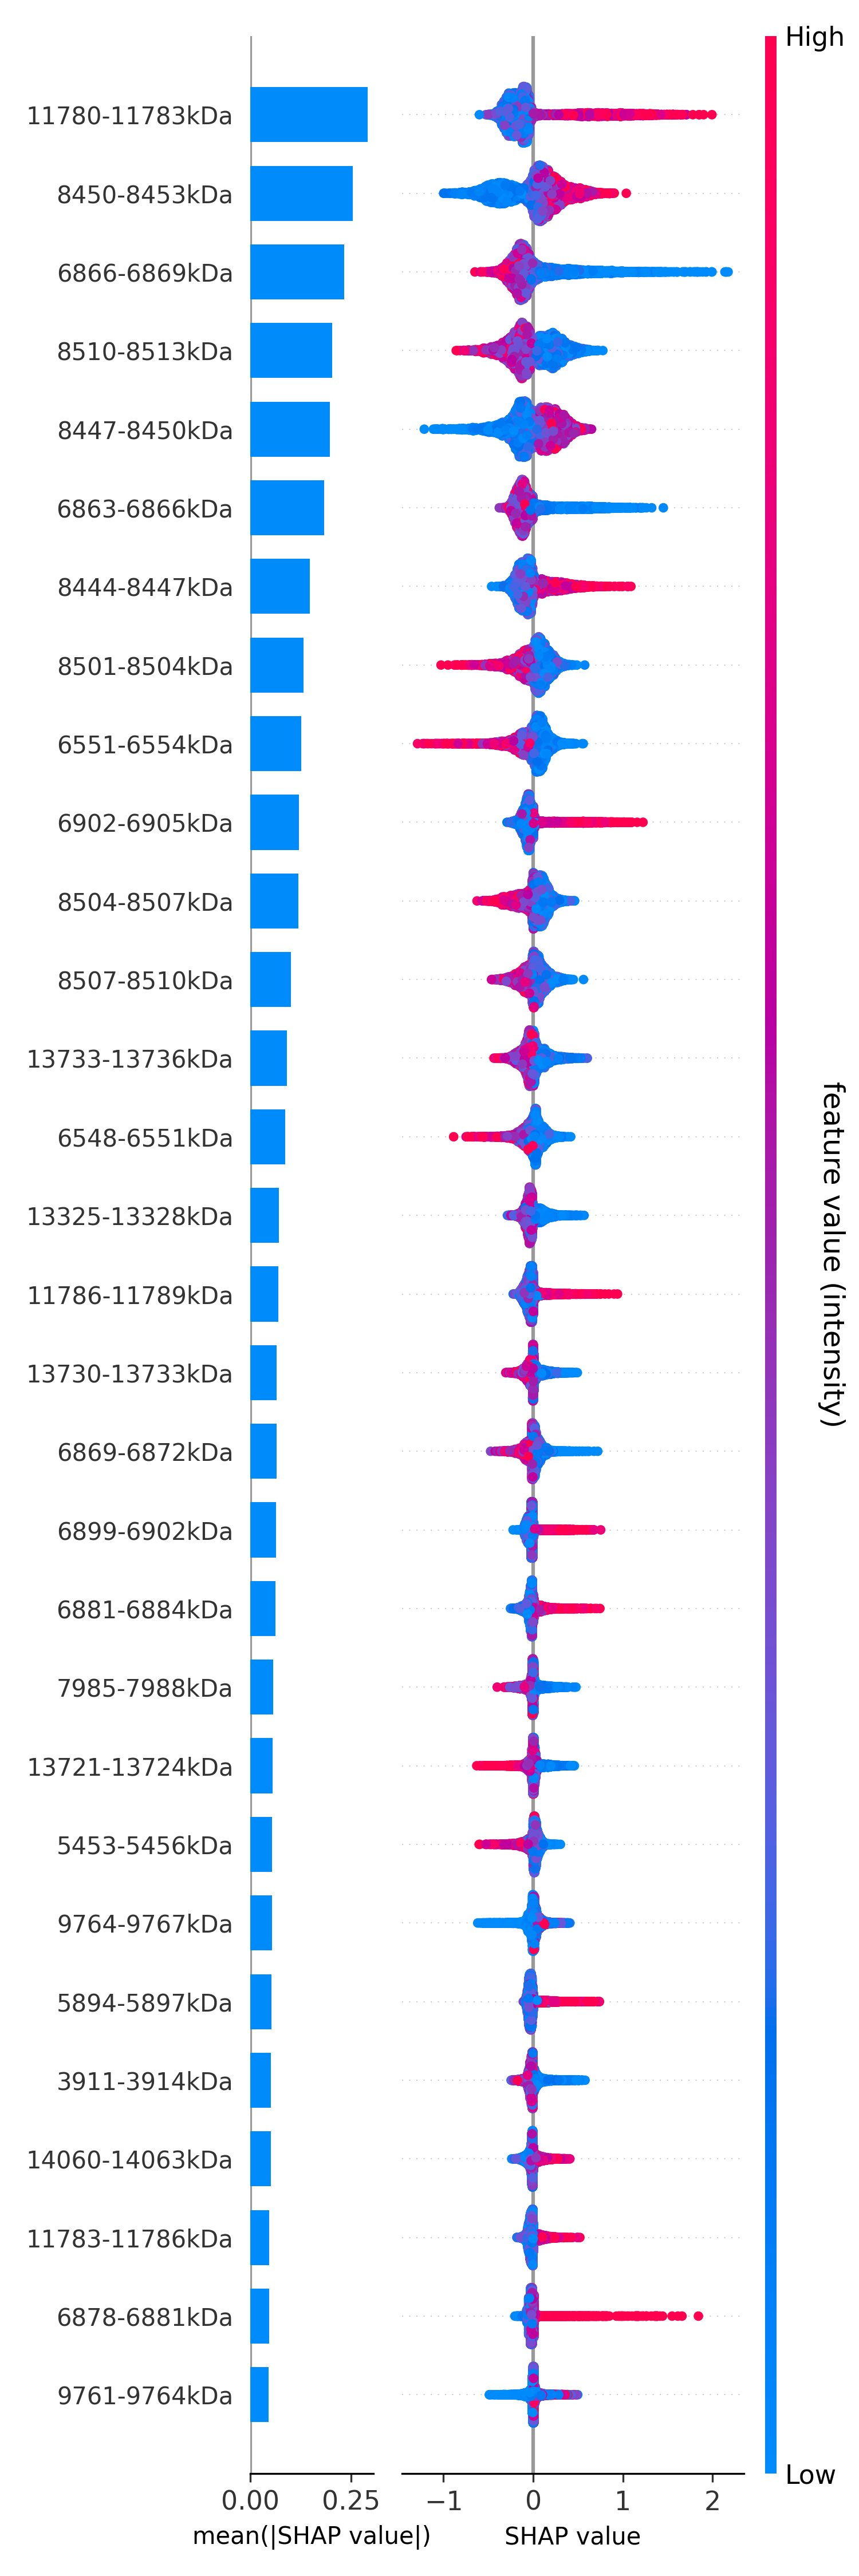 High
11780-11783kDa
8450-8453kDa
6866-6869kDa
8510-8513kDa
8447-8450kDa
6863-6866kDa
8444-8447kDa
8501-8504kDa
6551-6554kDa
6902-6905kDa
8504-8507kDa
8507-8510kDa
13733-13736kDa
6548-6551kDa
13325-13328kDa
11786-11789kDa
13730-13733kDa
6869-6872kDa
6899-6902kDa
6881-6884kDa
7985-7988kDa
13721-13724kDa
5453-5456kDa
9764-9767kDa
5894-5897kDa
3911-3914kDa
14060-14063kDa
11783-11786kDa
6878-6881kDa
9761-9764kDa
feature value (intensity)
Low
0.00 0.25 −1 0 1 2
mean(|SHAP value|) SHAP value